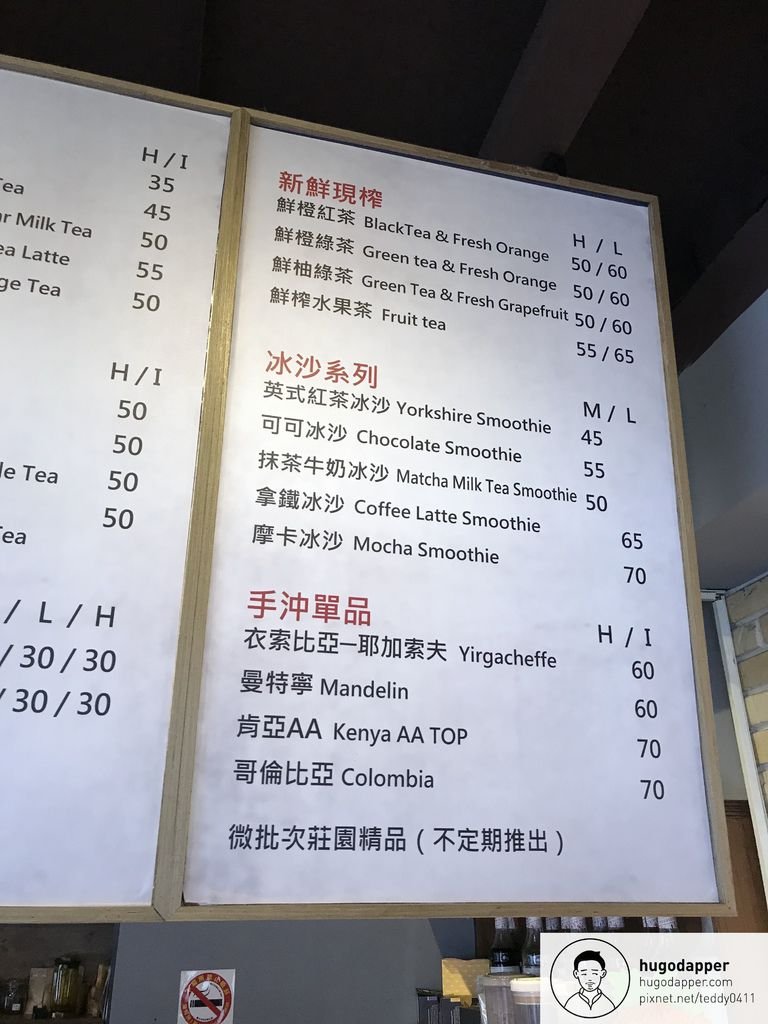 H / I
35
Tea 45
ar Milk Tea 50
ea Latte 55
ge Tea 50
H / I
50
50
le Tea 50
50
Tea
/ L / H
/ 30 / 30
/ 30 / 30
新鮮現榨 H / L
鮮橙紅茶 BlackTea & Fresh Orange 50 / 60
鮮橙綠茶 Green tea & Fresh Orange 50 / 60
鮮柚綠茶 Green Tea & Fresh Grapefruit 50 / 60
鮮榨水果茶 Fruit tea 55 / 65
冰沙系列 M / L
英式紅茶冰沙 Yorkshire Smoothie 45
可可冰沙 Chocolate Smoothie 55
抹茶牛奶冰沙 Matcha Milk Tea Smoothie 50
拿鐵冰沙 Coffee Latte Smoothie 65
摩卡冰沙 Mocha Smoothie 70
手沖單品 H / I
衣索比亞─耶加索夫 Yirgacheffe 60
曼特寧 Mandelin 60
肯亞AA Kenya AA TOP 70
哥倫比亞 Colombia 70
微批次莊園精品（不定期推出）
hugodapper
hugodapper.com
pixnet.net/teddy0411